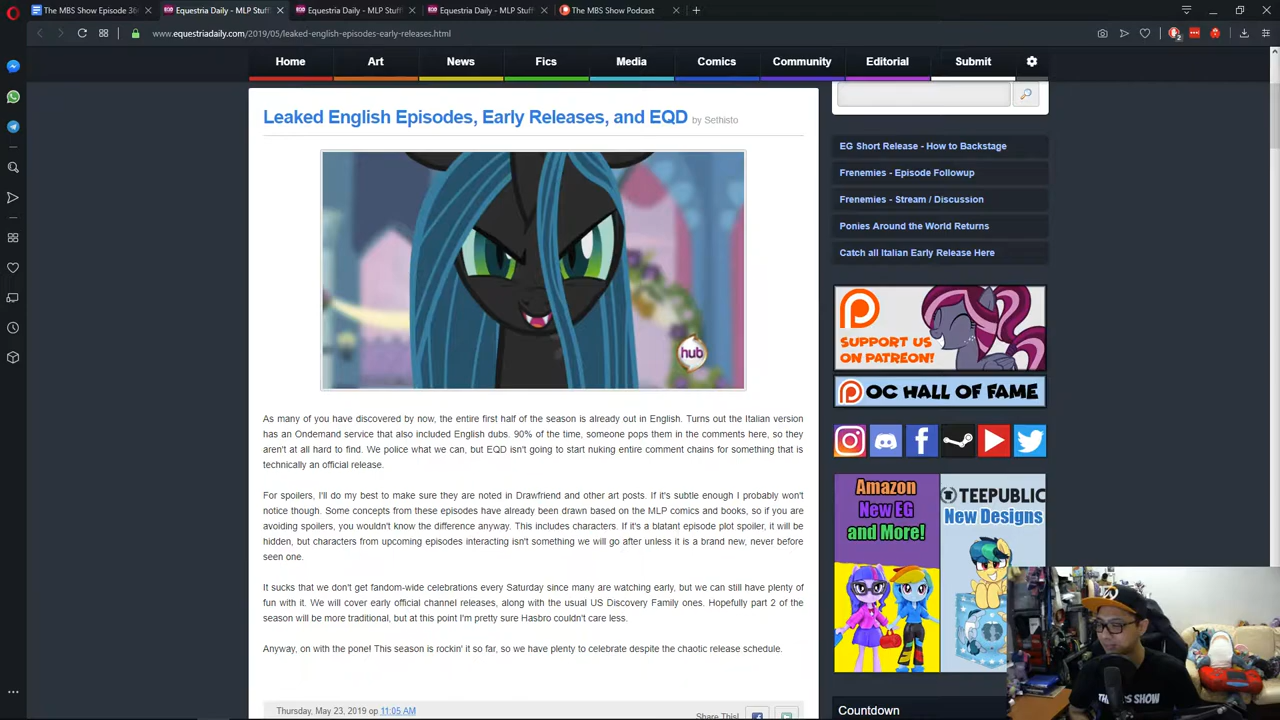 The MBS Show Episode 36
Equestria Daily - MLP Stuff
Equestria Daily - MLP Stuff
Equestria Daily - MLP Stuff
The MBS Show Podcast
www.equestriadaily.com/2019/05/leaked-english-episodes-early-releases.html
2
Home Art News Fics Media Comics Community Editorial Submit
Leaked English Episodes, Early Releases, and EQD by Sethisto
hub
As many of you have discovered by now, the entire first half of the season is already out in English. Turns out the Italian version
has an Ondemand service that also included English dubs. 90% of the time, someone pops them in the comments here, so they
aren't at all hard to find. We police what we can, but EQD isn't going to start nuking entire comment chains for something that is
technically an official release.
For spoilers, I'll do my best to make sure they are noted in Drawfriend and other art posts. If it's subtle enough I probably won't
notice though. Some concepts from these episodes have already been drawn based on the MLP comics and books, so if you are
avoiding spoilers, you wouldn't know the difference anyway. This includes characters. If it's a blatant episode plot spoiler, it will be
hidden, but characters from upcoming episodes interacting isn't something we will go after unless it is a brand new, never before
seen one.
It sucks that we don't get fandom-wide celebrations every Saturday since many are watching early, but we can still have plenty of
fun with it. We will cover early official channel releases, along with the usual US Discovery Family ones. Hopefully part 2 of the
season will be more traditional, but at this point I'm pretty sure Hasbro couldn't care less.
Anyway, on with the pone! This season is rockin' it so far, so we have plenty to celebrate despite the chaotic release schedule.
Thursday, May 23, 2019 op 11:05 AM
Share This!
EG Short Release - How to Backstage
Frenemies - Episode Followup
Frenemies - Stream / Discussion
Ponies Around the World Returns
Catch all Italian Early Release Here
SUPPORT US
ON PATREON!
OC HALL OF FAME
Amazon
New EG
and More!
TEEPUBLIC
New Designs
THE MBS SHOW
Countdown